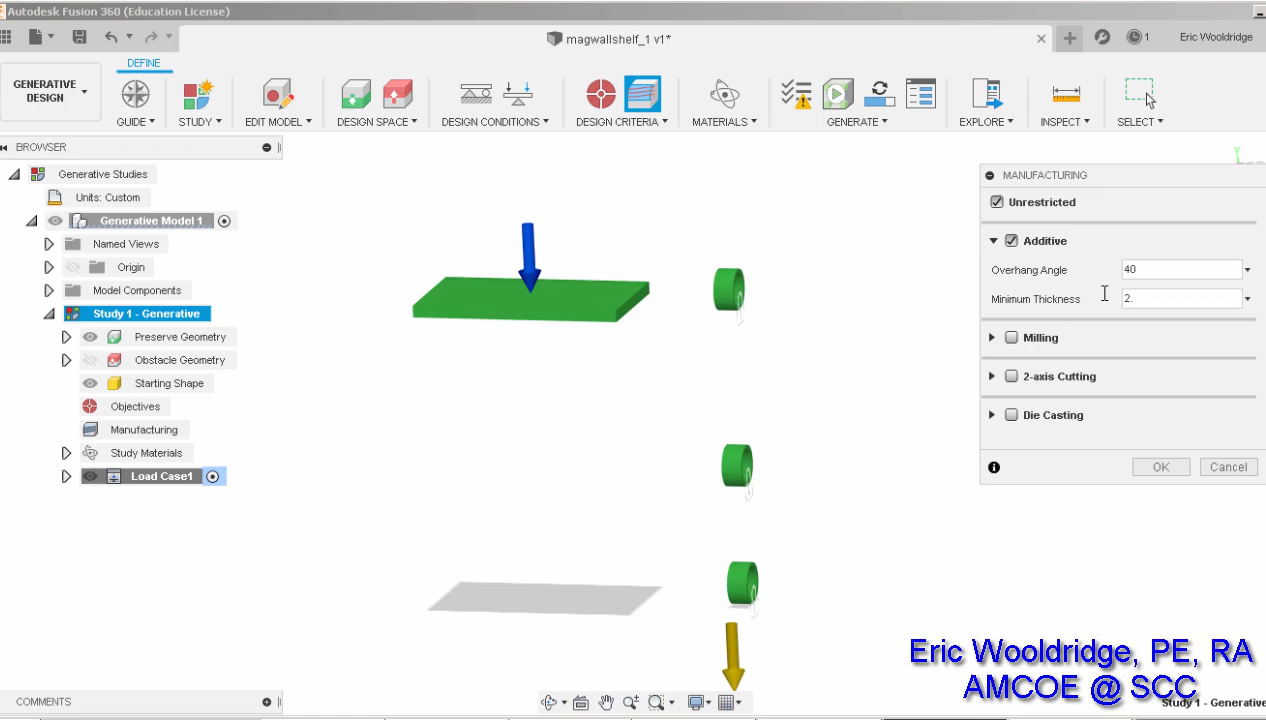 Autodesk Fusion 360 (Education License)
magwallshelf_1 v1*
1
Eric Wooldridge
DEFINE
GENERATIVE
DESIGN
GUIDE
STUDY
EDIT MODEL
DESIGN SPACE
DESIGN CONDITIONS
DESIGN CRITERIA
MATERIALS
GENERATE
EXPLORE
INSPECT
SELECT
BROWSER
Generative Studies
Units: Custom
Generative Model 1
Named Views
Origin
Model Components
Study 1 - Generative
Preserve Geometry
Obstacle Geometry
Starting Shape
Objectives
Manufacturing
Study Materials
Load Case1
Y
MANUFACTURING
Unrestricted
Additive
Overhang Angle 40
Minimum Thickness 2.
Milling
2-axis Cutting
Die Casting
OK Cancel
Eric Wooldridge, PE, RA
AMCOE @ SCC
COMMENTS
Study 1 - Generative